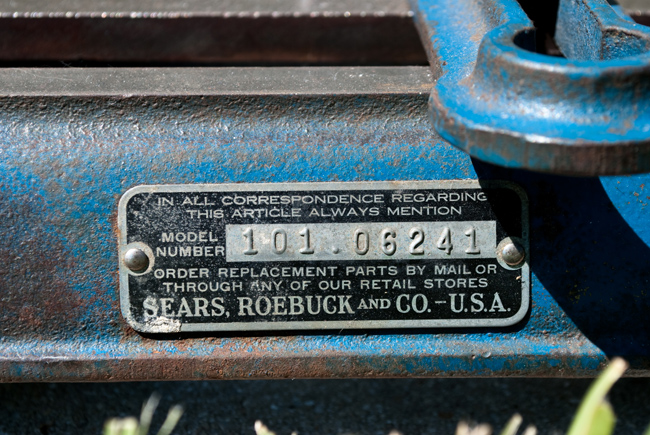 IN ALL CORRESPONDENCE REGARDING
THIS ARTICLE ALWAYS MENTION
MODEL NUMBER 101.06241
ORDER REPLACEMENT PARTS BY MAIL OR
THROUGH ANY OF OUR RETAIL STORES
SEARS, ROEBUCK AND CO. – U.S.A.